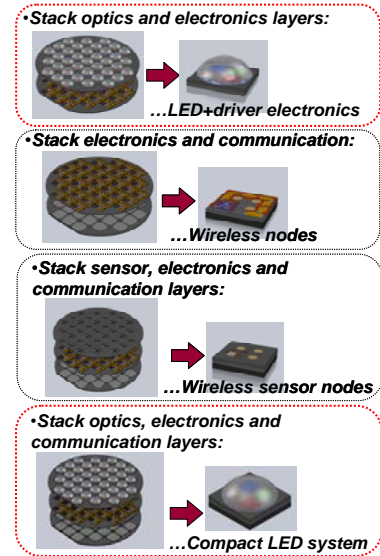 •Stack optics and electronics layers:
...LED+driver electronics
•Stack electronics and communication:
...Wireless nodes
•Stack sensor, electronics and
communication layers:
...Wireless sensor nodes
•Stack optics, electronics and
communication layers:
...Compact LED system